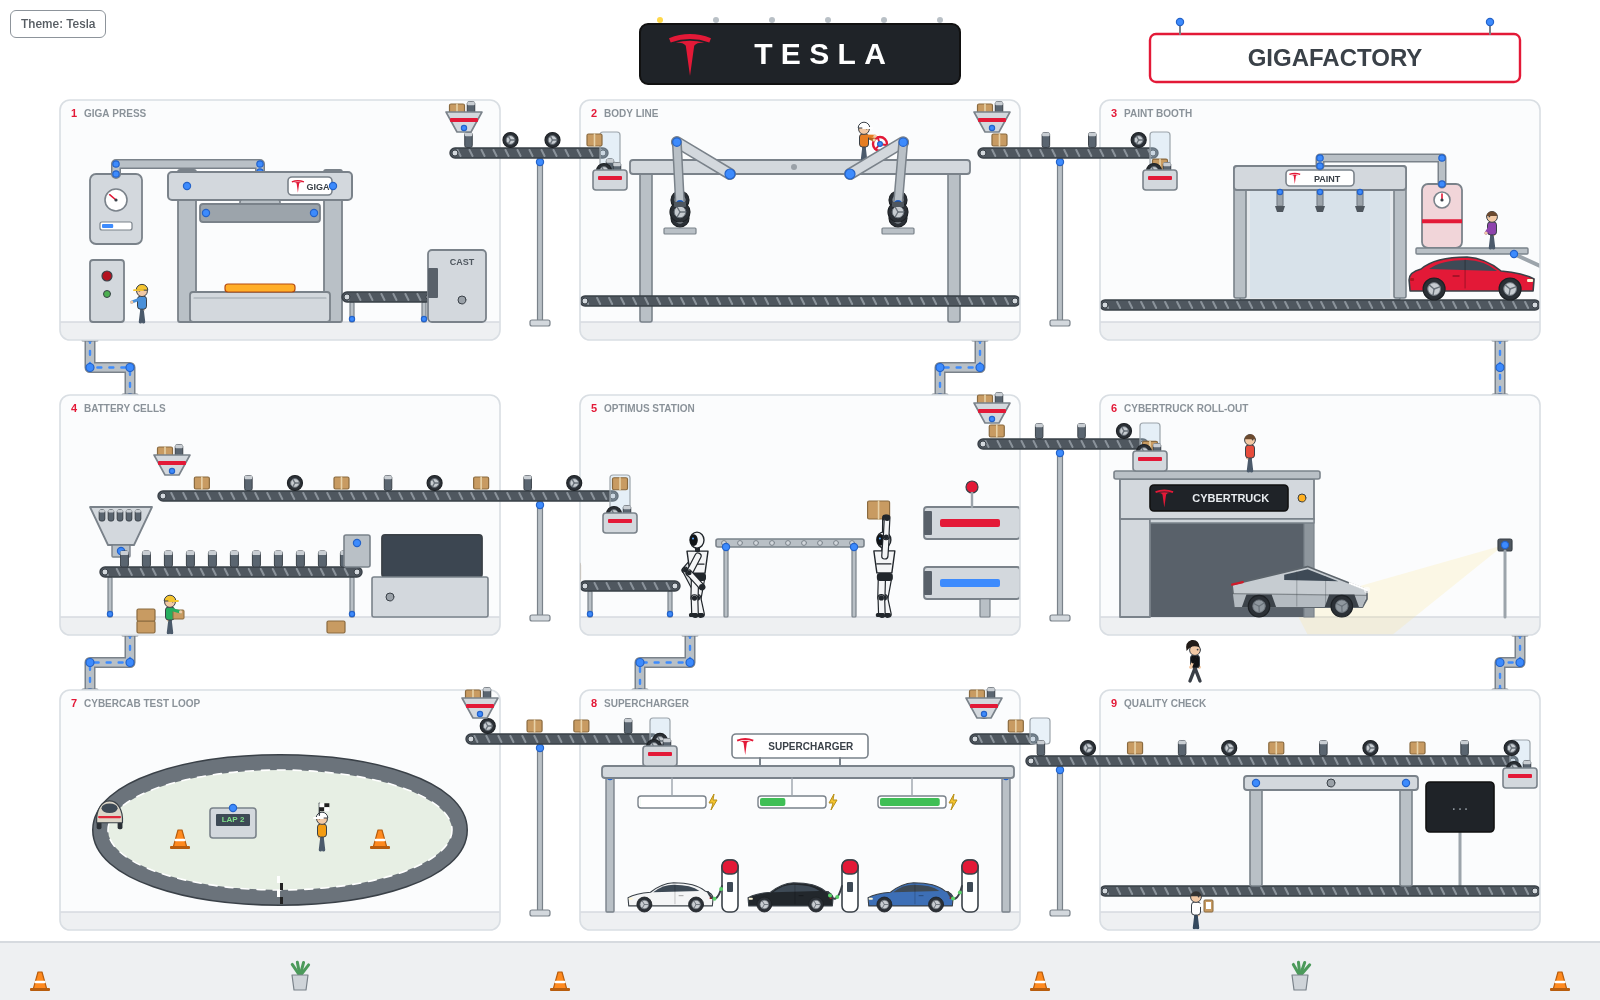 Theme: Tesla
TESLA
GIGAFACTORY
1 GIGA PRESS
GIGA
CAST
2 BODY LINE
3 PAINT BOOTH
PAINT
4 BATTERY CELLS
5 OPTIMUS STATION
6 CYBERTRUCK ROLL-OUT
CYBERTRUCK
7 CYBERCAB TEST LOOP
LAP 2
8 SUPERCHARGER
SUPERCHARGER
9 QUALITY CHECK
...